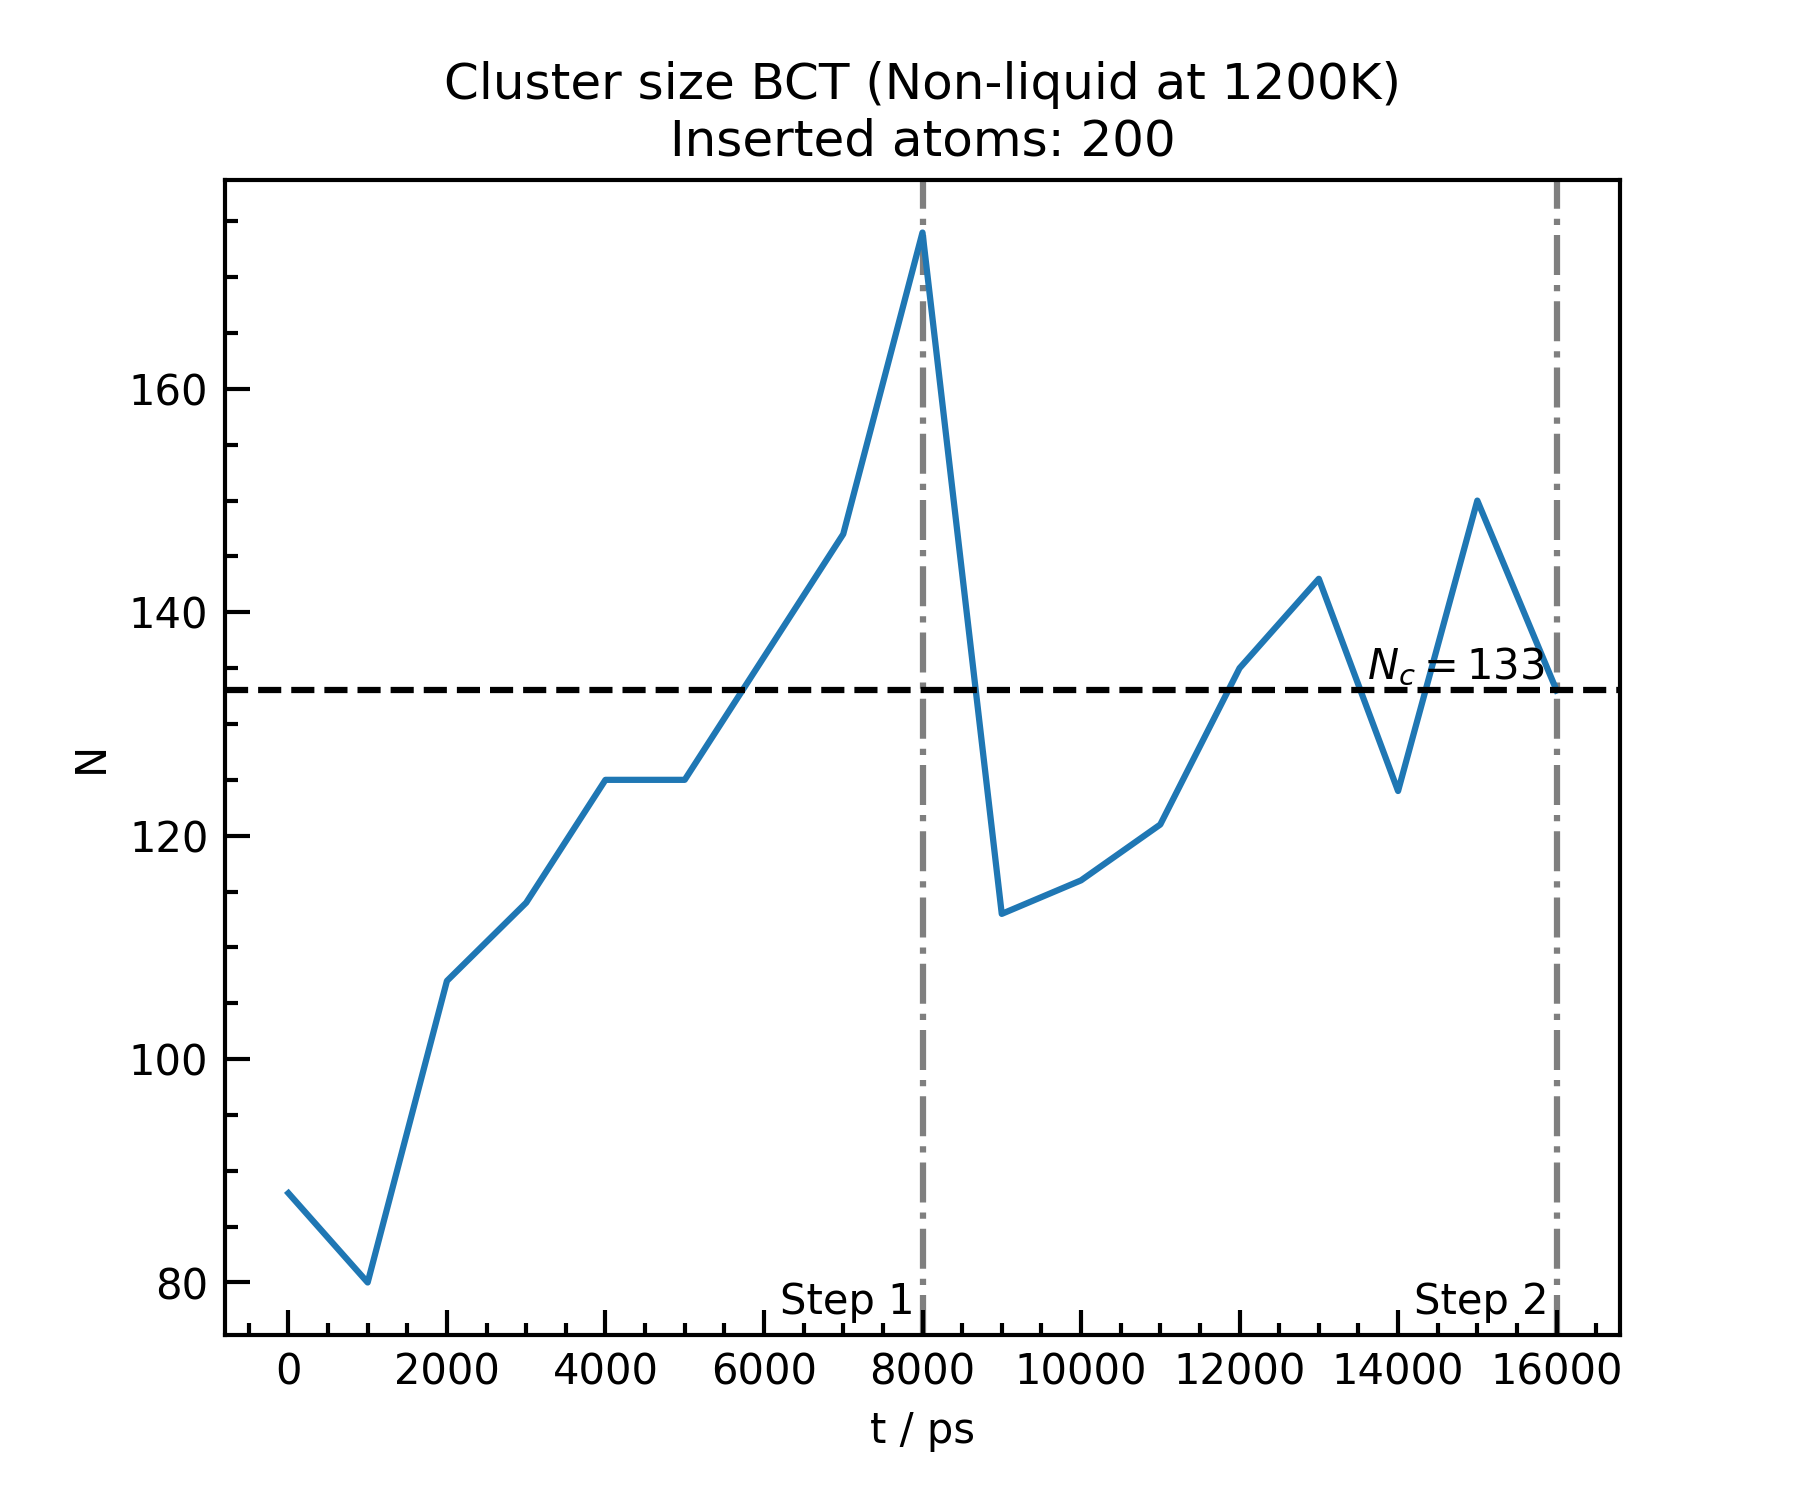 Cluster size BCT (Non-liquid at 1200K)
Inserted atoms: 200
160
140
120
100
80
N
N_c = 133
Step 1
Step 2
0 2000 4000 6000 8000 10000 12000 14000 16000
t / ps